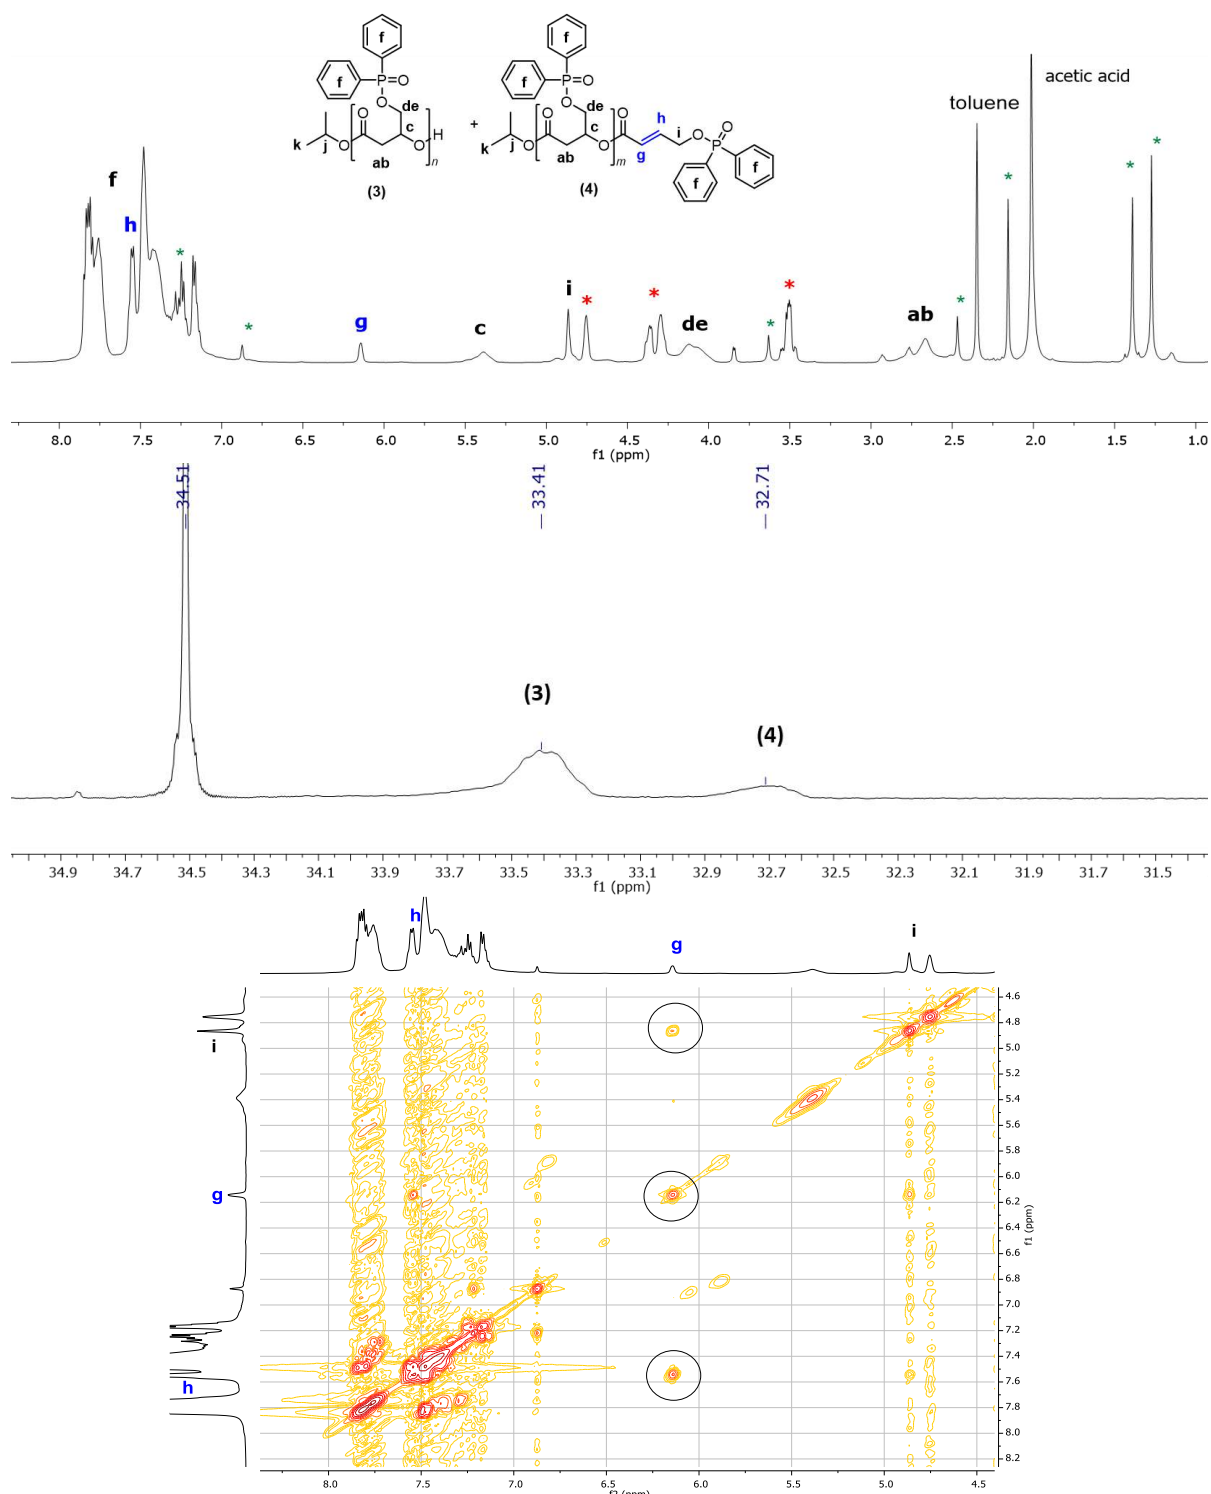 f
f
P=O
O
de
O
c
H
k
j
O
O
n
ab
(3)
+
f
f
P=O
O
de
h
O
c
O
i
O
O
P
k
j
O
O
m
g
ab
f
f
(4)
acetic acid
toluene
*
*
*
f
h
*
*
g
c
i
*
*
de
*
*
ab
*
8.0 7.5 7.0 6.5 6.0 5.5 5.0 4.5 4.0 3.5 3.0 2.5 2.0 1.5 1.0
f1 (ppm)
34.51
33.41
32.71
(3)
(4)
34.9 34.7 34.5 34.3 34.1 33.9 33.7 33.5 33.3 33.1 32.9 32.7 32.5 32.3 32.1 31.9 31.7 31.5
f1 (ppm)
h
g
i
i
g
h
4.6
4.8
5.0
5.2
5.4
5.6
5.8
6.0
6.2
6.4
6.6
6.8
7.0
7.2
7.4
7.6
7.8
8.0
8.2
f1 (ppm)
8.0 7.5 7.0 6.5 6.0 5.5 5.0 4.5